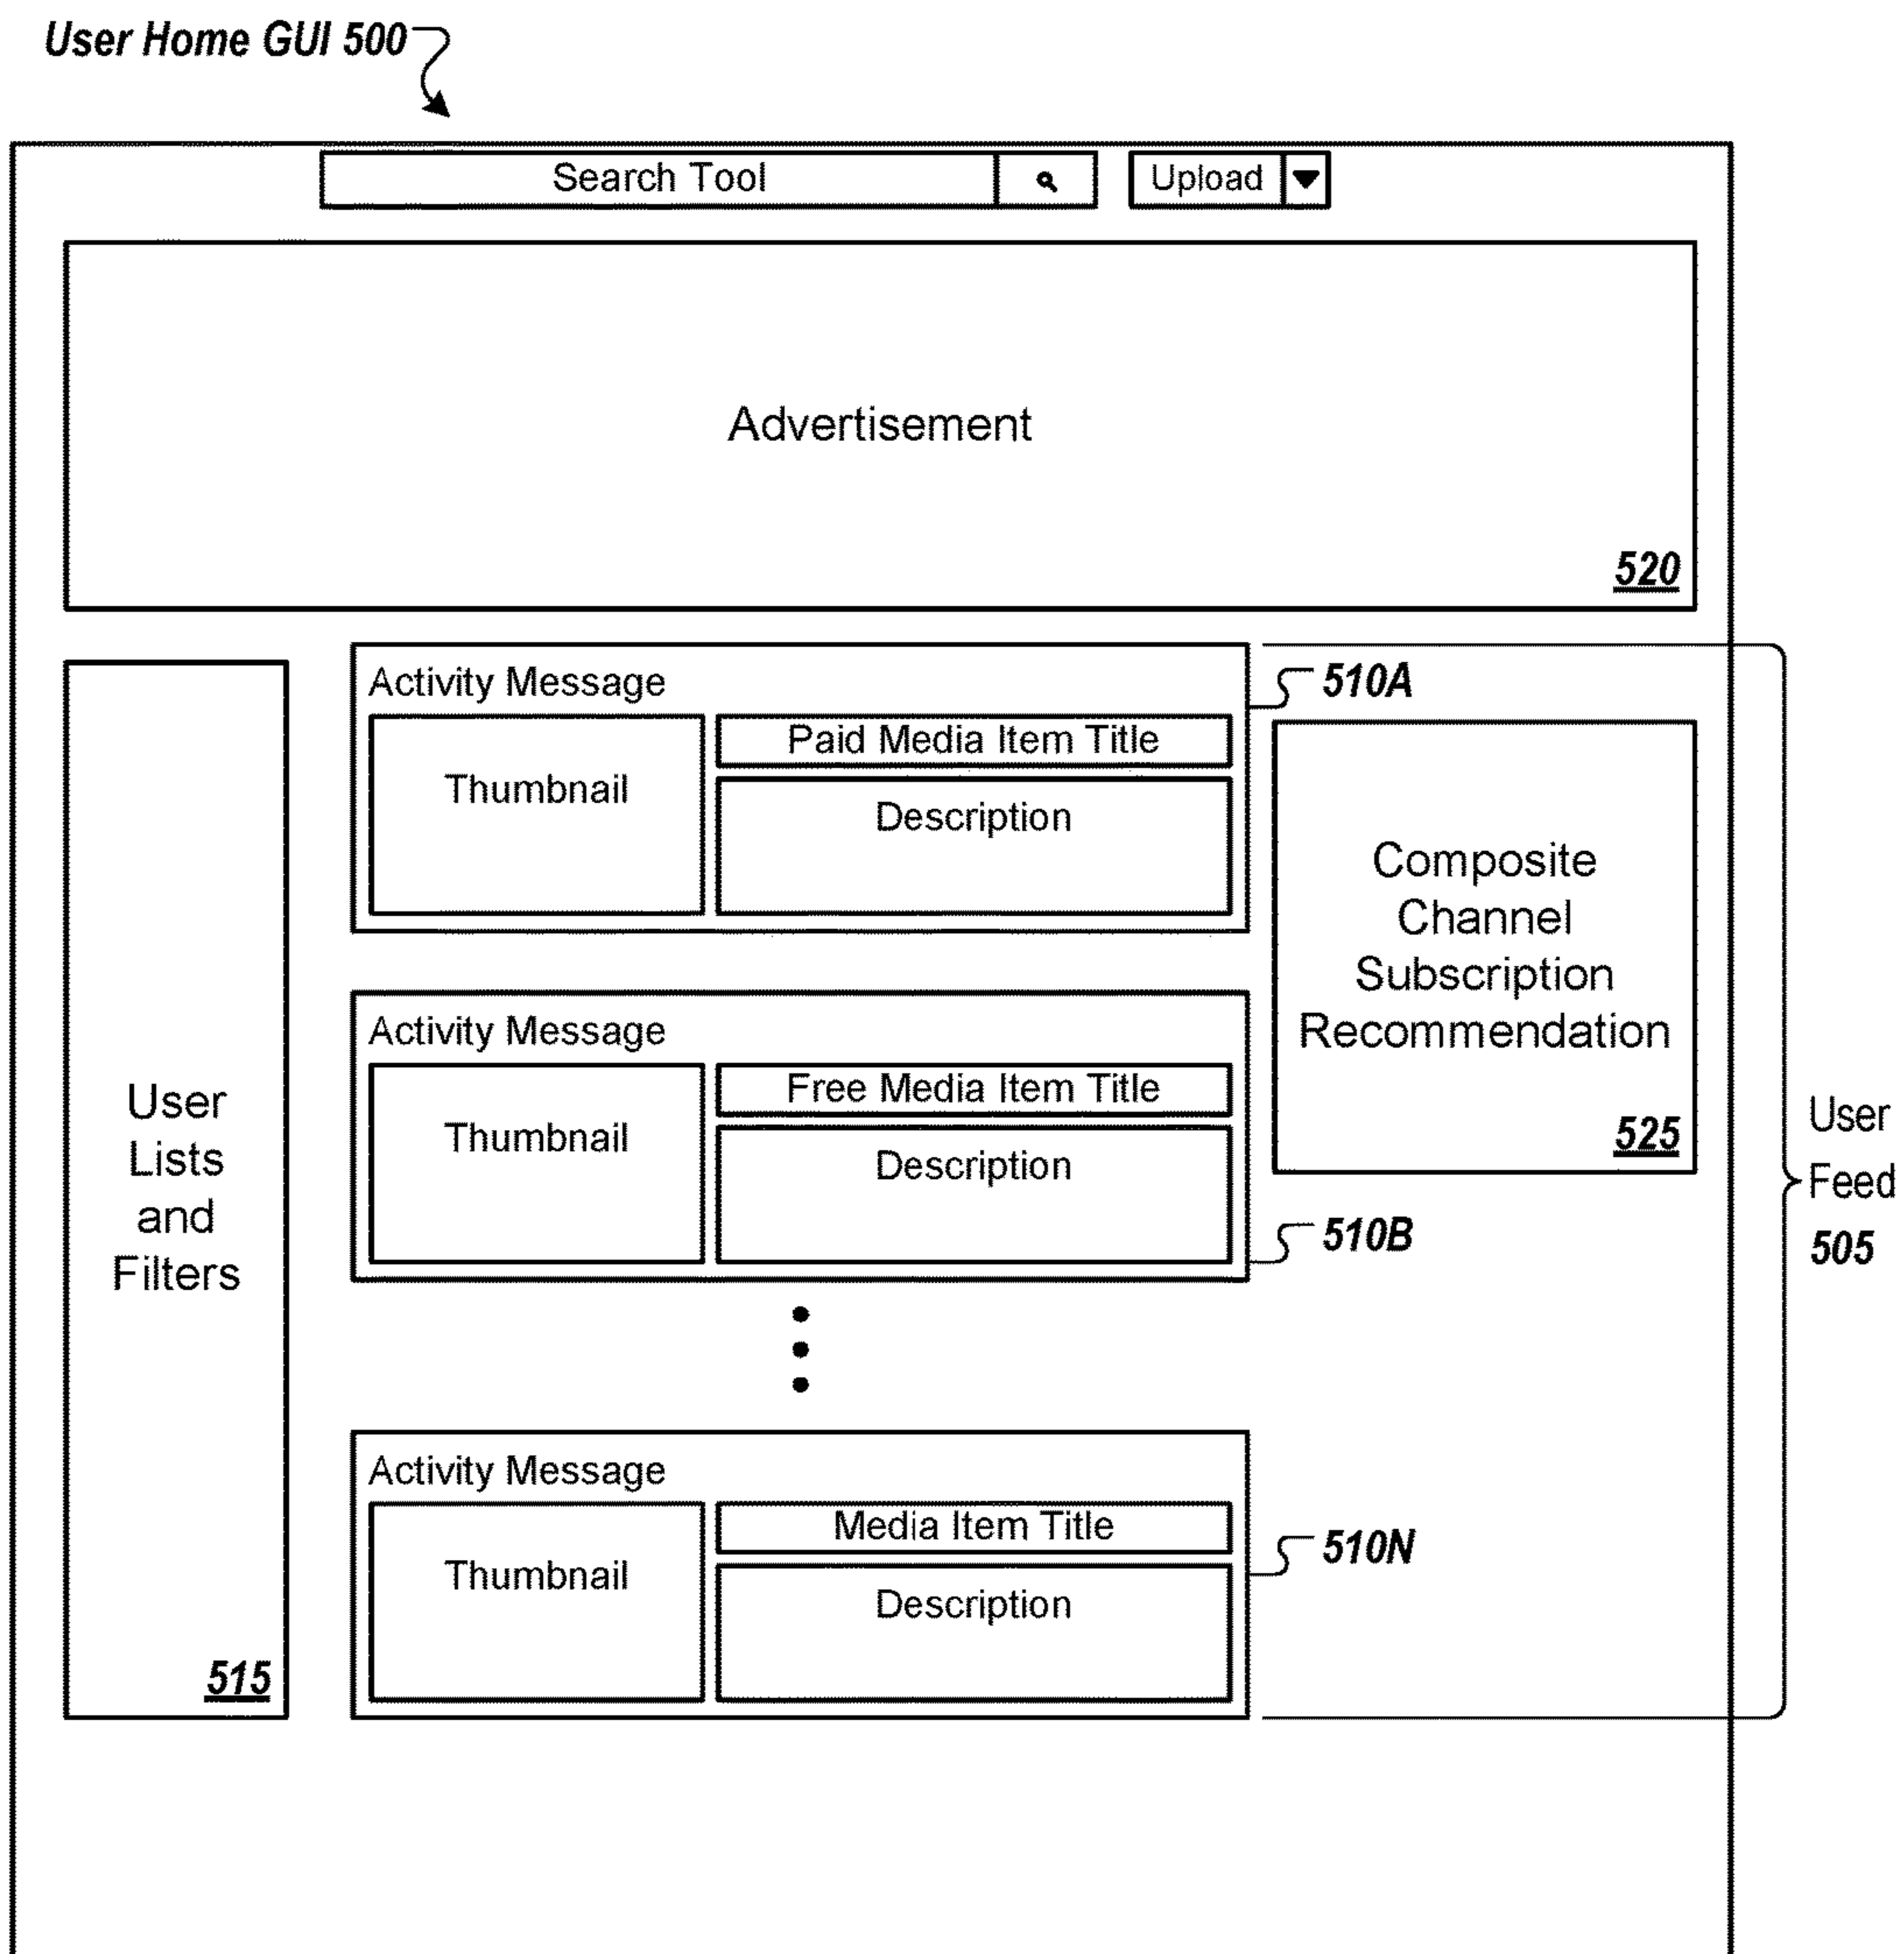 User Home GUI 500
Search Tool
Upload
Advertisement
520
Activity Message
510A
Thumbnail
Paid Media Item Title
Description
Composite
Channel
Subscription
Recommendation
525
Activity Message
Thumbnail
Free Media Item Title
Description
510B
User
Lists
and
Filters
515
User
Feed
505
Activity Message
Thumbnail
Media Item Title
Description
510N